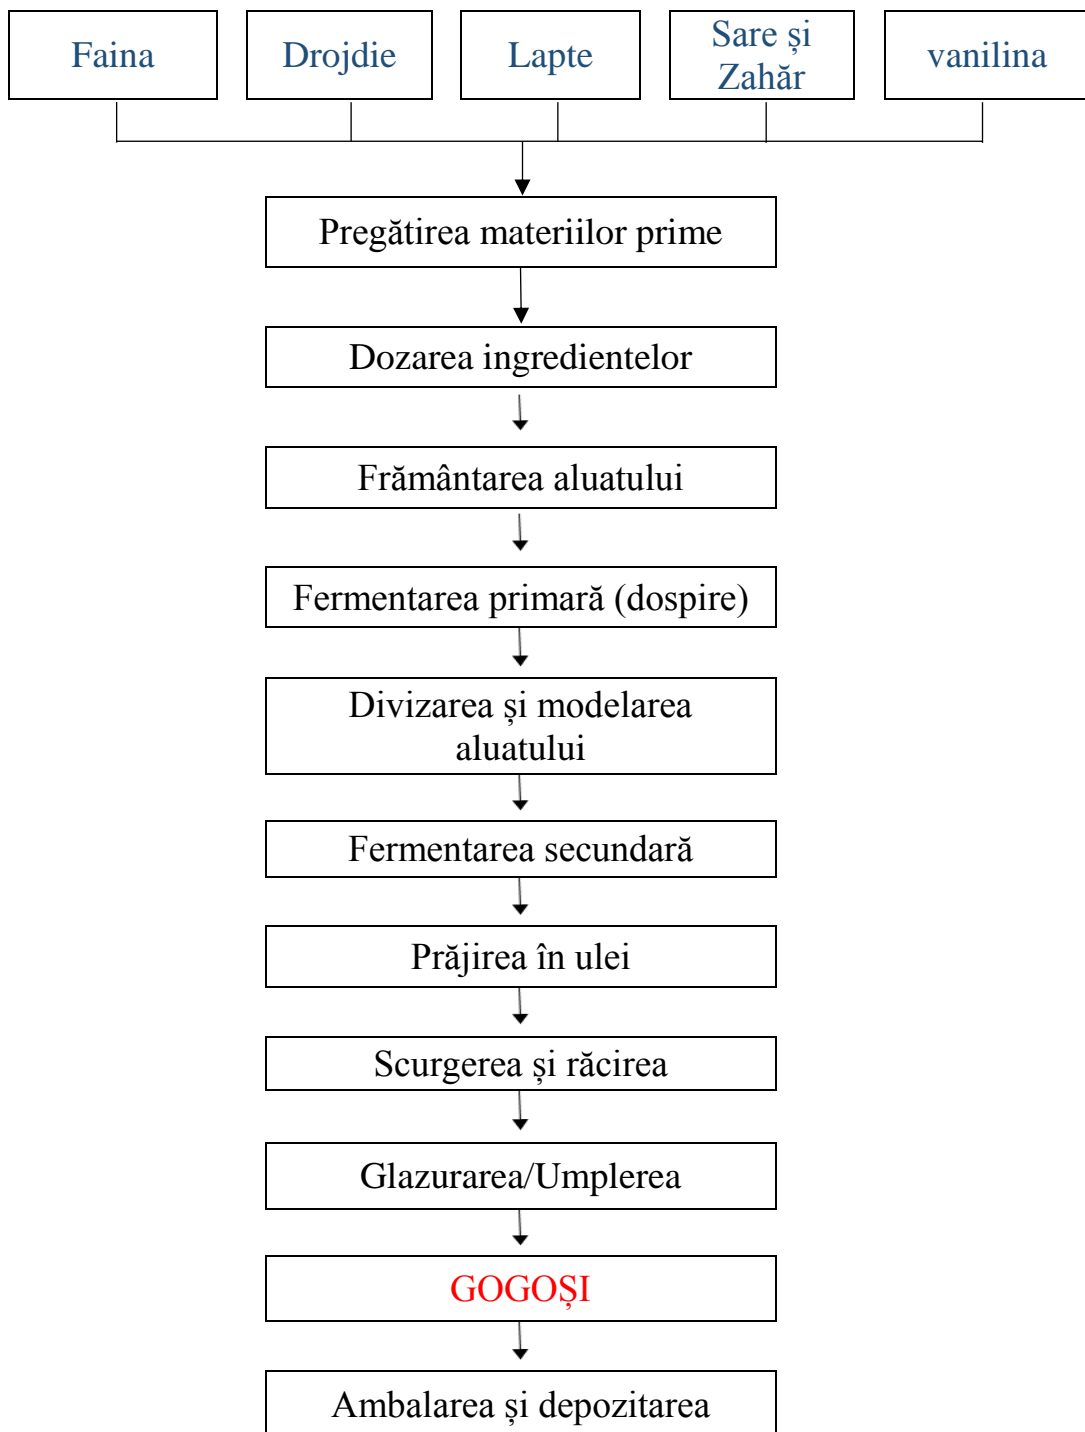 Faina
Drojdie
Lapte
Sare și
Zahăr
vanilina
Pregătirea materiilor prime
Dozarea ingredientelor
Frământarea aluatului
Fermentarea primară (dospire)
Divizarea și modelarea
aluatului
Fermentarea secundară
Prăjirea în ulei
Scurgerea și răcirea
Glazurarea/Umplerea
GOGOȘI
Ambalarea și depozitarea